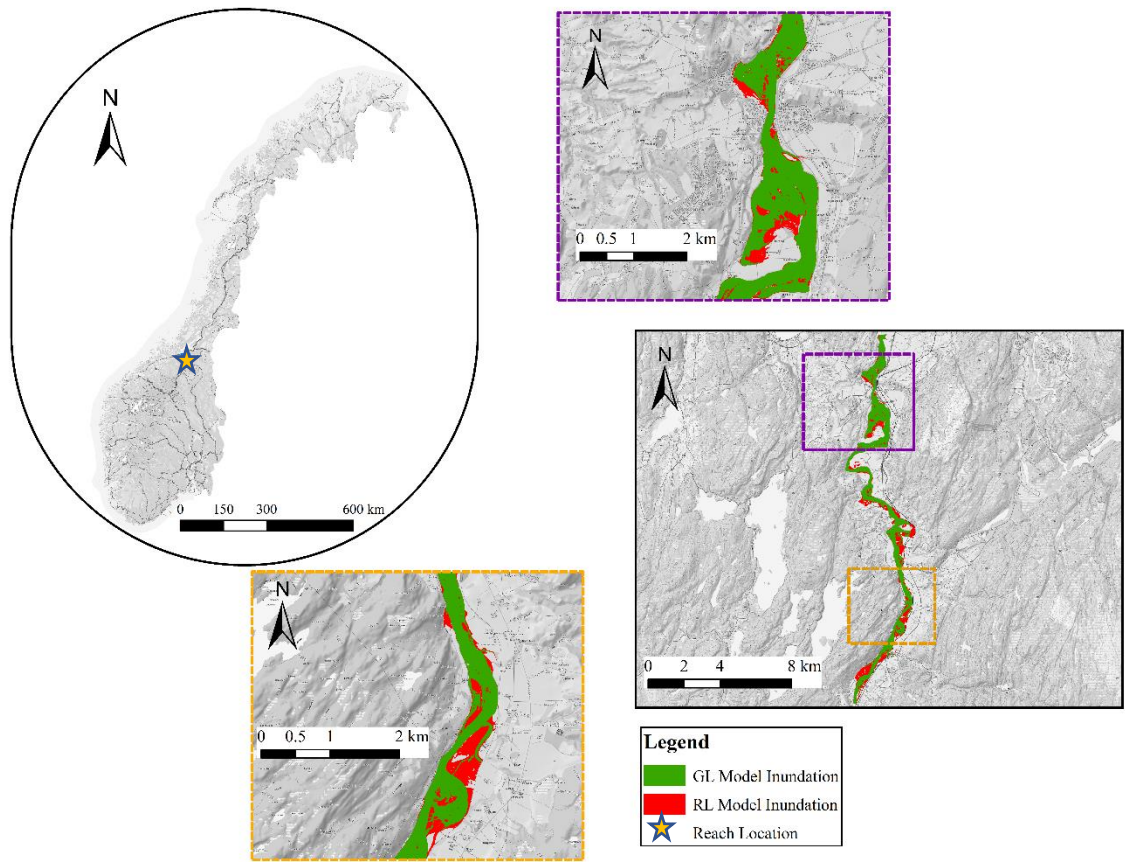 N
0 150 300 600 km
N
0 0.5 1 2 km
N
0 2 4 8 km
N
0 0.5 1 2 km
Legend
GL Model Inundation
RL Model Inundation
Reach Location